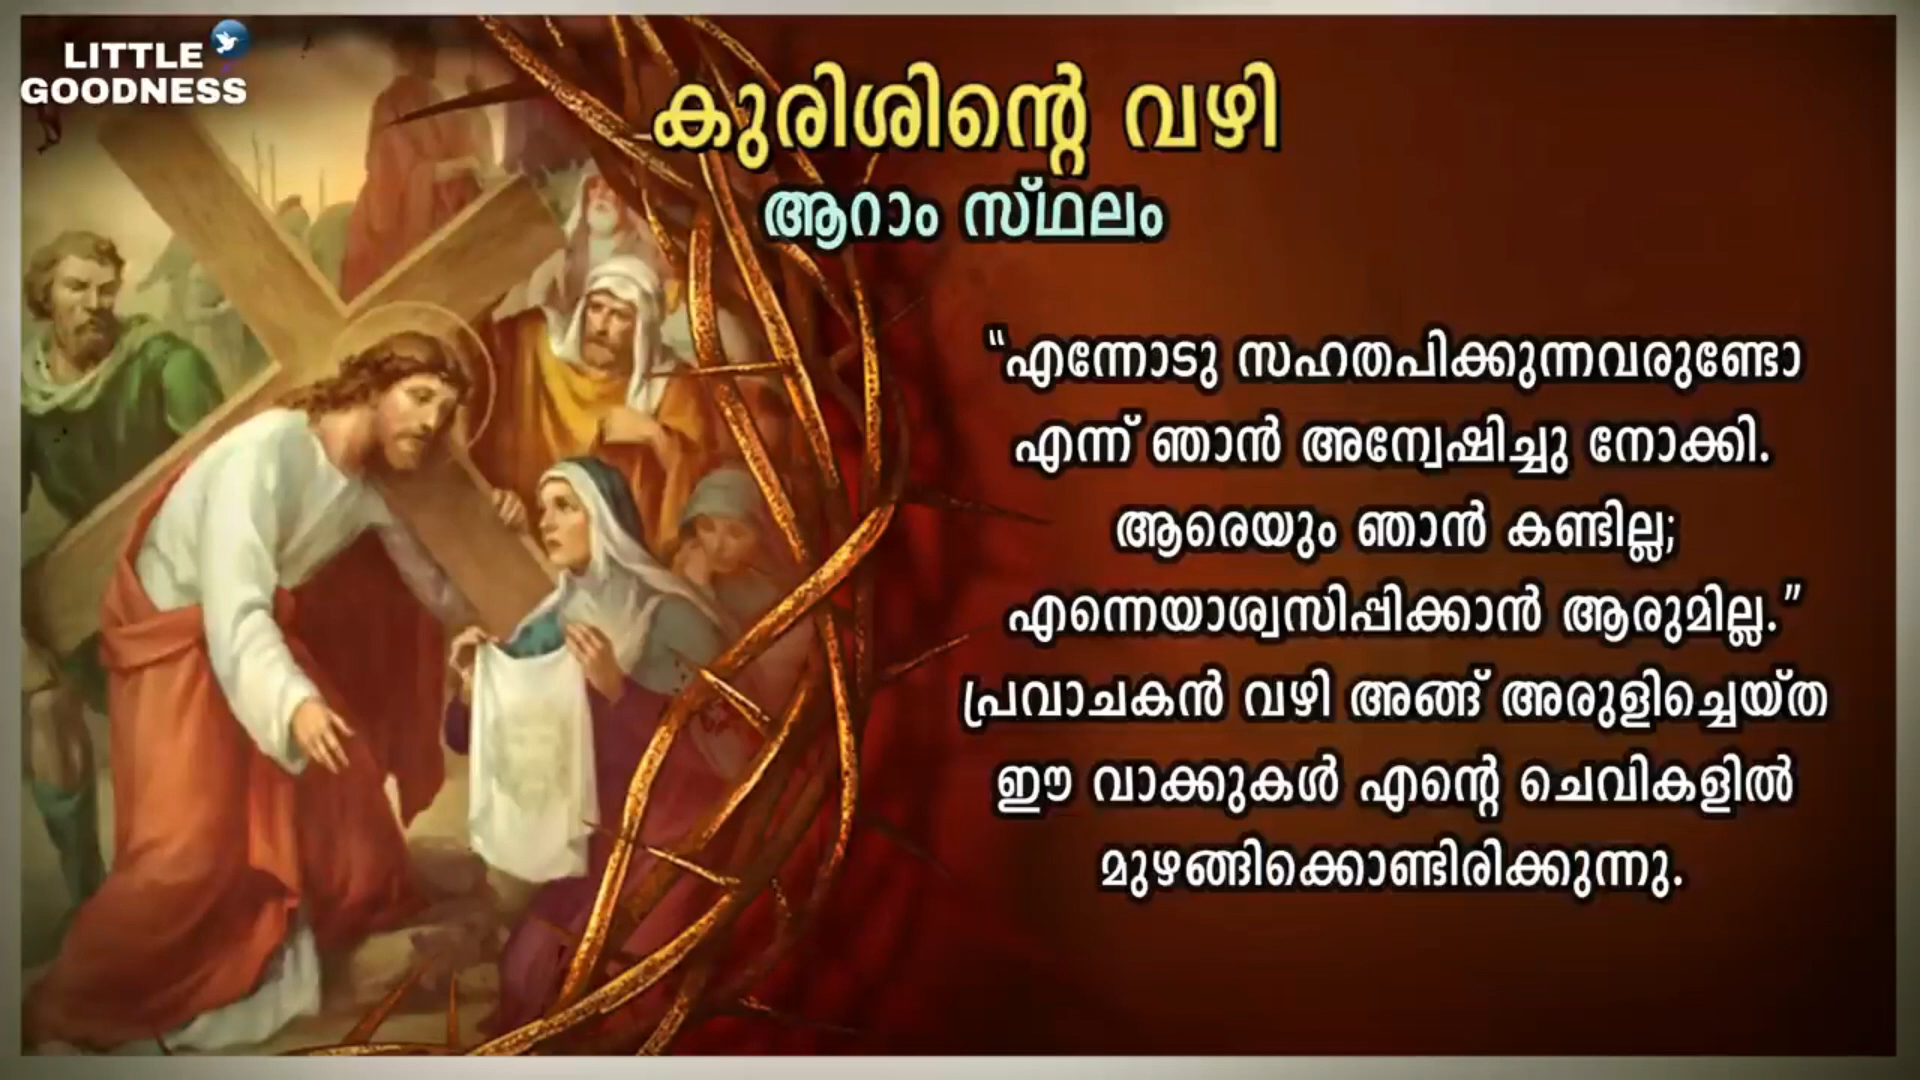 LITTLE
GOODNESS
കുരിശിന്റെ വഴി
ആറാം സ്ഥലം
“എന്നോടു സഹതപിക്കുന്നവരുണ്ടോ
എന്ന് ഞാൻ അന്വേഷിച്ചു നോക്കി.
ആരെയും ഞാൻ കണ്ടില്ല;
എന്നെയാശ്വസിപ്പിക്കാൻ ആരുമില്ല.”
പ്രവാചകൻ വഴി അങ്ങ് അരുളിച്ചെയ്ത
ഈ വാക്കുകൾ എന്റെ ചെവികളിൽ
മുഴങ്ങിക്കൊണ്ടിരിക്കുന്നു.